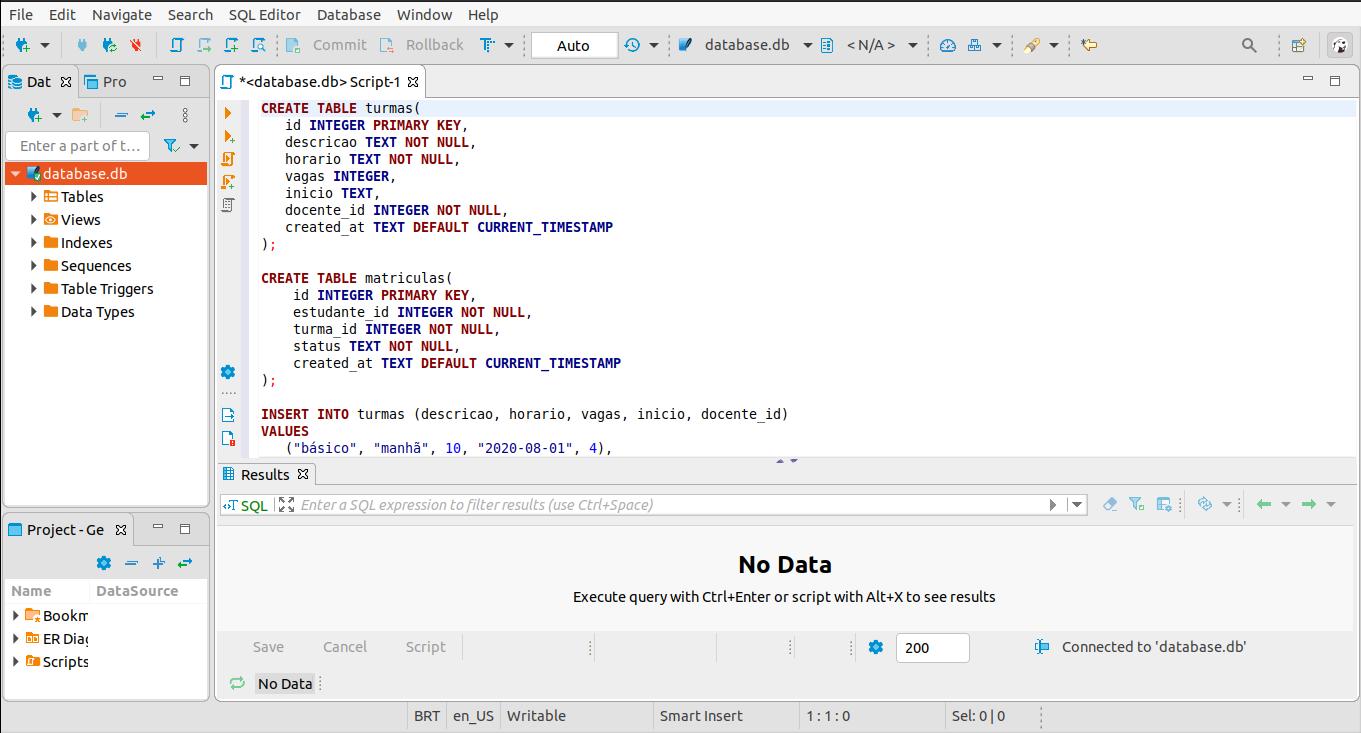 File Edit Navigate Search SQL Editor Database Window Help
Commit Rollback Auto database.db < N/A >
Dat Pro
Enter a part of t...
database.db
Tables
Views
Indexes
Sequences
Table Triggers
Data Types
Project - Ge
Name DataSource
Bookm
ER Diag
Scripts
*<database.db> Script-1
CREATE TABLE turmas(
id INTEGER PRIMARY KEY,
descricao TEXT NOT NULL,
horario TEXT NOT NULL,
vagas INTEGER,
inicio TEXT,
docente_id INTEGER NOT NULL,
created_at TEXT DEFAULT CURRENT_TIMESTAMP
);
CREATE TABLE matriculas(
id INTEGER PRIMARY KEY,
estudante_id INTEGER NOT NULL,
turma_id INTEGER NOT NULL,
status TEXT NOT NULL,
created_at TEXT DEFAULT CURRENT_TIMESTAMP
);
INSERT INTO turmas (descricao, horario, vagas, inicio, docente_id)
VALUES
("básico", "manhã", 10, "2020-08-01", 4),
Results
SQL Enter a SQL expression to filter results (use Ctrl+Space)
No Data
Execute query with Ctrl+Enter or script with Alt+X to see results
Save Cancel Script 200 Connected to 'database.db'
No Data
BRT en_US Writable Smart Insert 1 : 1 : 0 Sel: 0 | 0